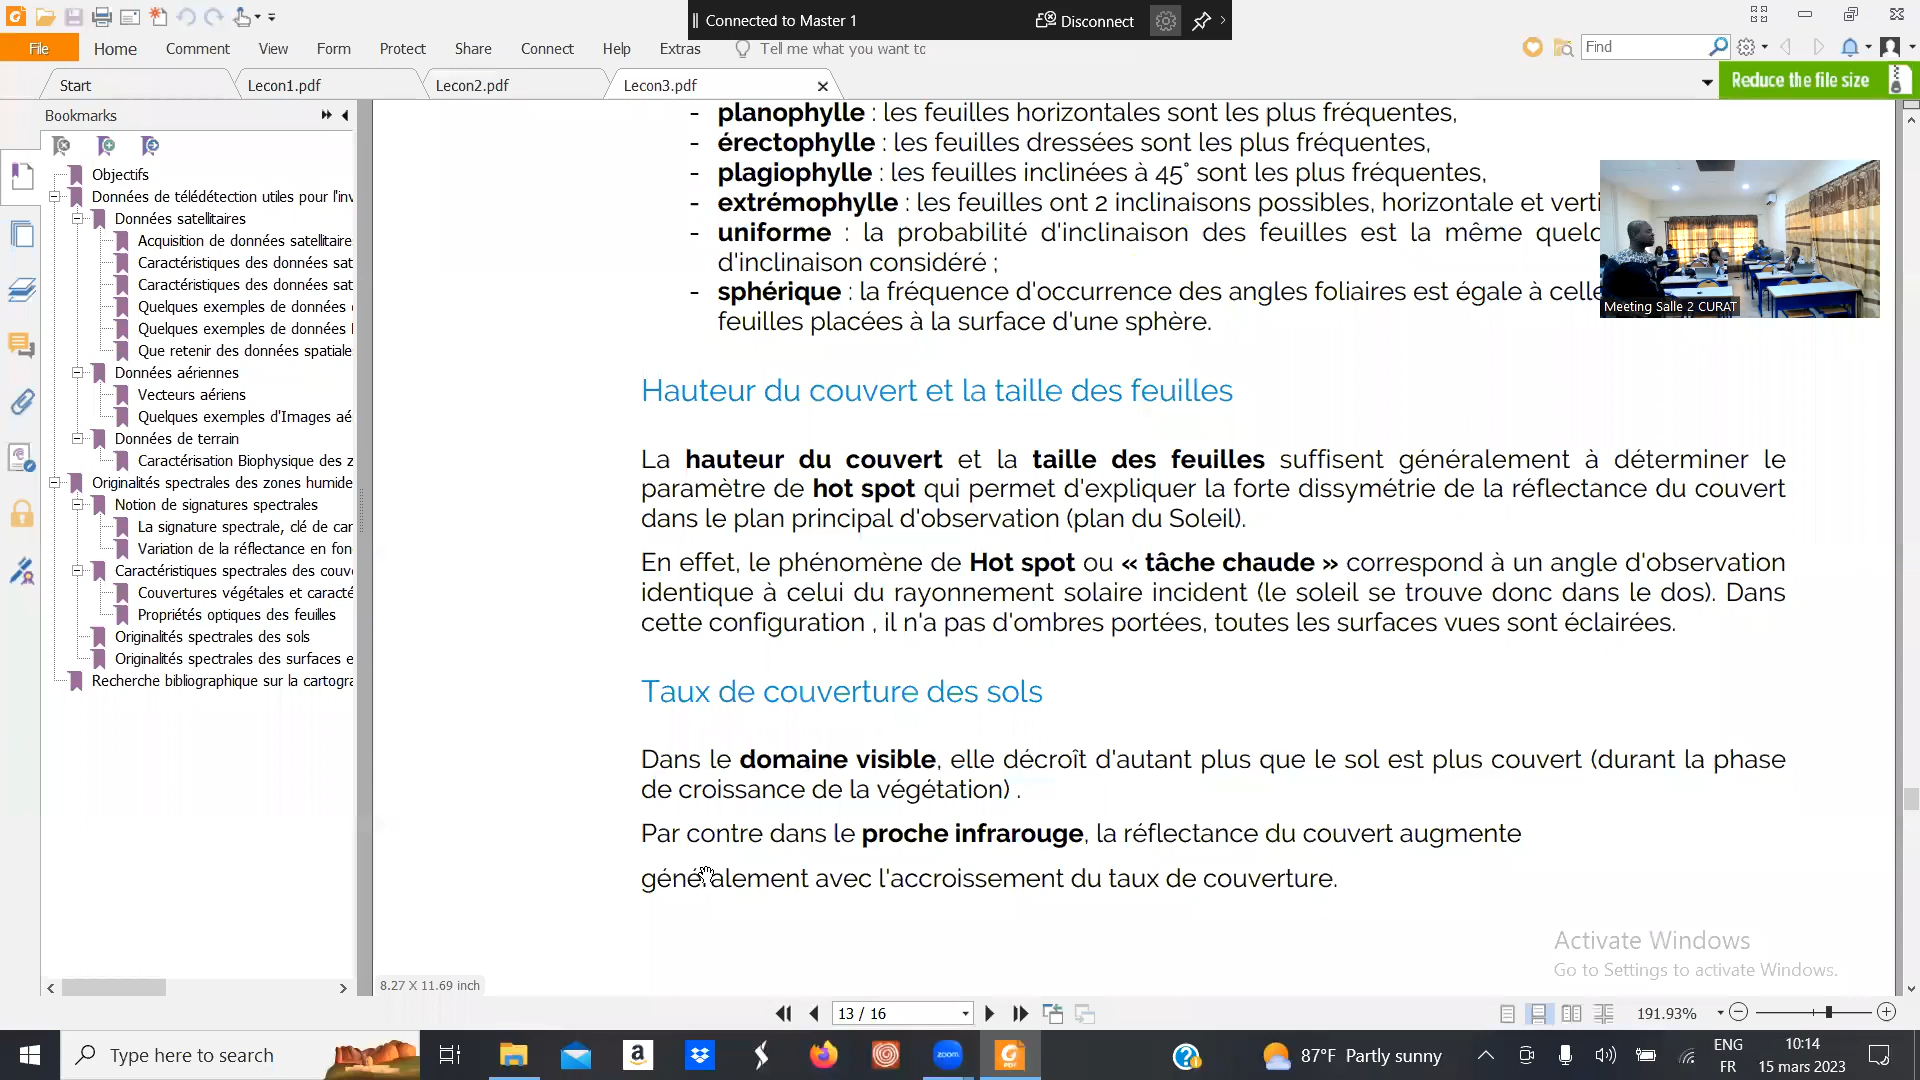 Connected to Master 1
Disconnect
File Home Comment View Form Protect Share Connect Help Extras Tell me what you want to
Find
Start Lecon1.pdf Lecon2.pdf Lecon3.pdf
Reduce the file size
Bookmarks
Objectifs
Données de télédétection utiles pour l'inv
Données satellitaires
Acquisition de données satellitaire
Caractéristiques des données sat
Caractéristiques des données sat
Quelques exemples de données
Quelques exemples de données
Que retenir des données spatiale
Données aériennes
Vecteurs aériens
Quelques exemples d'Images aé
Données de terrain
Caractérisation Biophysique des z
Originalités spectrales des zones humide
Notion de signatures spectrales
La signature spectrale, clé de car
Variation de la réflectance en fon
Caractéristiques spectrales des couv
Couvertures végétales et caracté
Propriétés optiques des feuilles
Originalités spectrales des sols
Originalités spectrales des surfaces e
Recherche bibliographique sur la cartogra
- planophylle : les feuilles horizontales sont les plus fréquentes,
- érectophylle : les feuilles dressées sont les plus fréquentes,
- plagiophylle : les feuilles inclinées à 45° sont les plus fréquentes,
- extrémophylle : les feuilles ont 2 inclinaisons possibles, horizontale et verti
- uniforme : la probabilité d'inclinaison des feuilles est la même quelc
d'inclinaison considéré ;
- sphérique : la fréquence d'occurrence des angles foliaires est égale à celle
feuilles placées à la surface d'une sphère.
Meeting Salle 2 CURAT
Hauteur du couvert et la taille des feuilles
La hauteur du couvert et la taille des feuilles suffisent généralement à déterminer le
paramètre de hot spot qui permet d'expliquer la forte dissymétrie de la réflectance du couvert
dans le plan principal d'observation (plan du Soleil).
En effet, le phénomène de Hot spot ou « tâche chaude » correspond à un angle d'observation
identique à celui du rayonnement solaire incident (le soleil se trouve donc dans le dos). Dans
cette configuration , il n'a pas d'ombres portées, toutes les surfaces vues sont éclairées.
Taux de couverture des sols
Dans le domaine visible, elle décroît d'autant plus que le sol est plus couvert (durant la phase
de croissance de la végétation) .
Par contre dans le proche infrarouge, la réflectance du couvert augmente
généralement avec l'accroissement du taux de couverture.
Activate Windows
Go to Settings to activate Windows.
8.27 X 11.69 inch
13 / 16
191.93%
Type here to search
zoom
87°F Partly sunny
ENG
FR
10:14
15 mars 2023